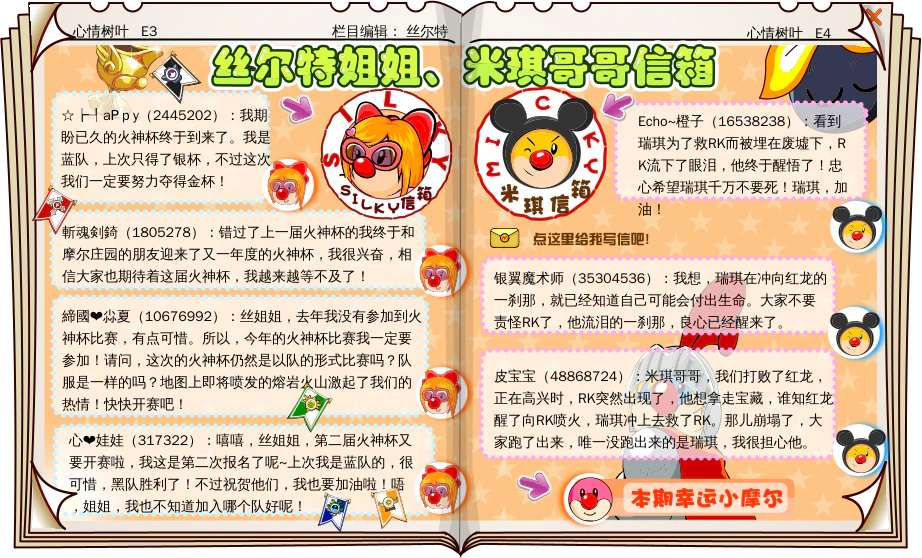 心情树叶 E3
栏目编辑： 丝尔特
心情树叶 E4
丝尔特姐姐、米琪哥哥信箱
☆├┤aPｐy（2445202）：我期
盼已久的火神杯终于到来了。我是
蓝队，上次只得了银杯，不过这次
我们一定要努力夺得金杯！
SILKY
SILKY信箱
斩魂剣錡（1805278）：错过了上一届火神杯的我终于和
摩尔庄园的朋友迎来了又一年度的火神杯，我很兴奋，相
信大家也期待着这届火神杯，我越来越等不及了！
締國❤尛夏（10676992）：丝姐姐，去年我没有参加到火
神杯比赛，有点可惜。所以，今年的火神杯比赛我一定要
参加！请问，这次的火神杯仍然是以队的形式比赛吗？队
服是一样的吗？地图上即将喷发的熔岩火山激起了我们的
热情！快快开赛吧！
心❤娃娃（317322）：嘻嘻，丝姐姐，第二届火神杯又
要开赛啦，我这是第二次报名了呢~上次我是蓝队的，很
可惜，黑队胜利了！不过祝贺他们，我也要加油啦！唔
，姐姐，我也不知道加入哪个队好呢！
MICKY
米琪信箱
Echo~橙子（16538238）：看到
瑞琪为了救RK而被埋在废墟下，R
K流下了眼泪，他终于醒悟了！忠
心希望瑞琪千万不要死！瑞琪，加
油！
点这里给我写信吧！
银翼魔术师（35304536）：我想，瑞琪在冲向红龙的
一刹那，就已经知道自己可能会付出生命。大家不要
责怪RK了，他流泪的一刹那，良心已经醒来了。
皮宝宝（48868724）：米琪哥哥，我们打败了红龙，
正在高兴时，RK突然出现了，他想拿走宝藏，谁知红龙
醒了向RK喷火，瑞琪冲上去救了RK。那儿崩塌了，大
家跑了出来，唯一没跑出来的是瑞琪，我很担心他。
本期幸运小摩尔